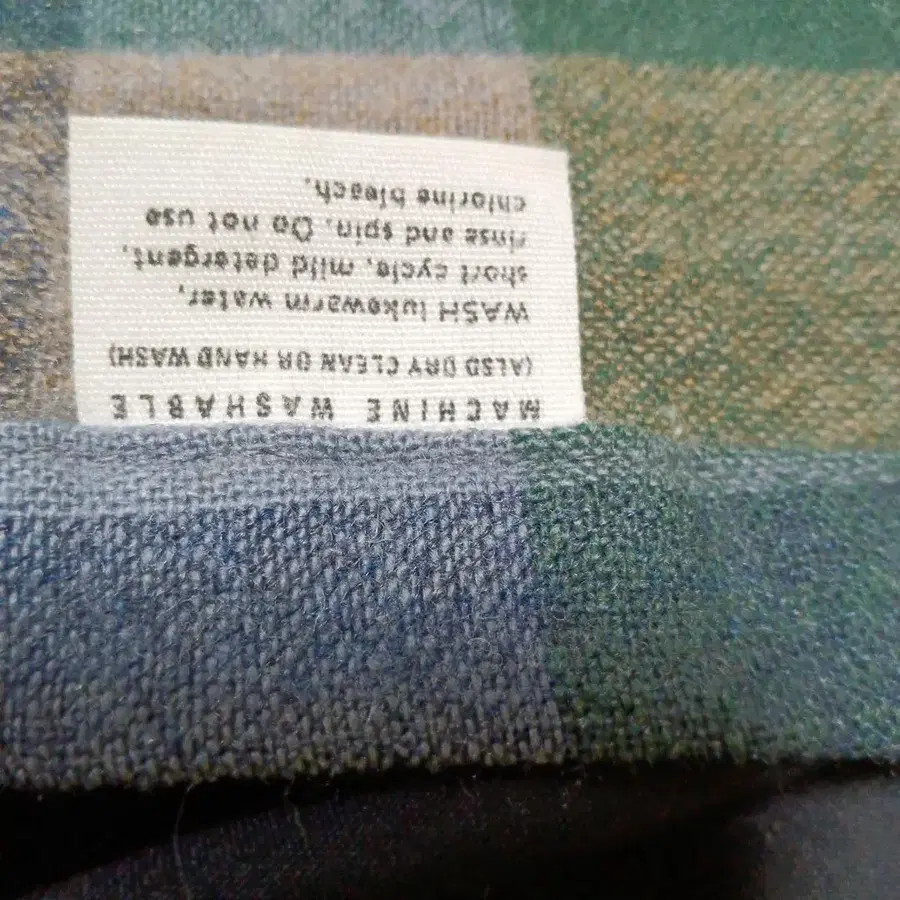 MACHINE WASHABLE
(ALSO DRY CLEAN OR HAND WASH)
WASH lukewarm water,
short cycle, mild detergent,
rinse and spin. Do not use
chlorine bleach.